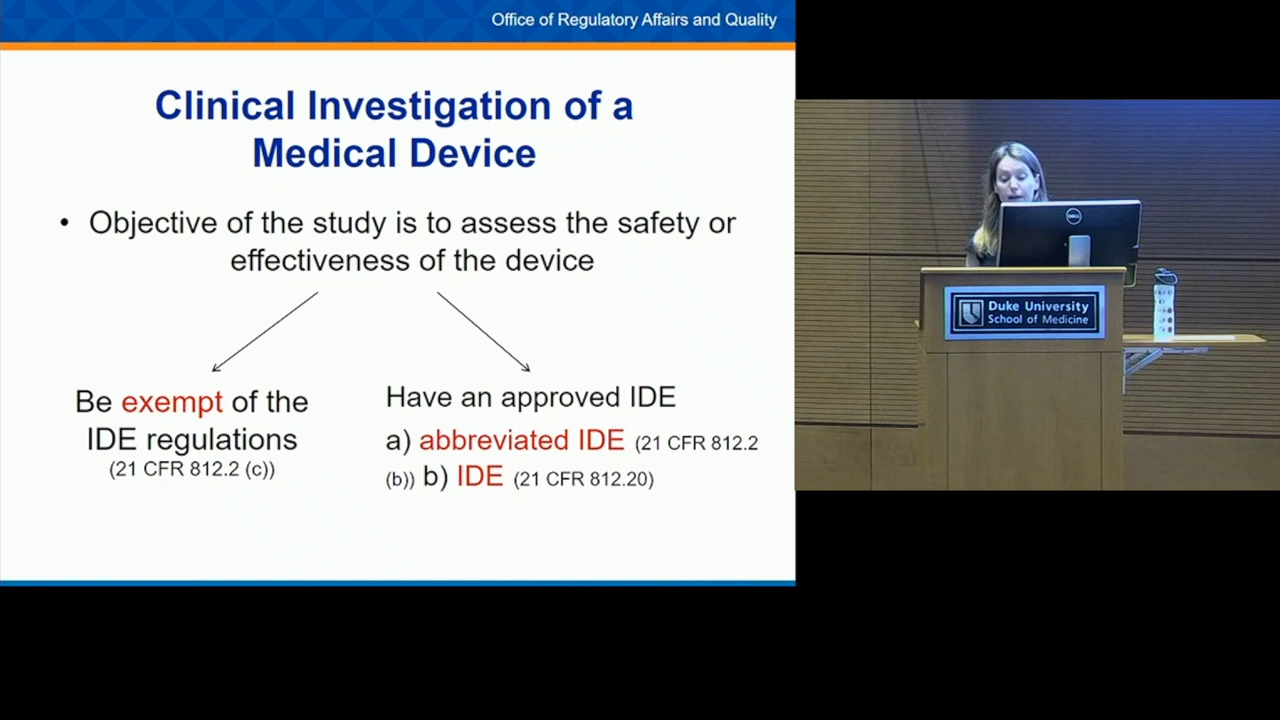 Office of Regulatory Affairs and Quality
Clinical Investigation of a
Medical Device
• Objective of the study is to assess the safety or
effectiveness of the device
Be exempt of the
IDE regulations
(21 CFR 812.2 (c))
Have an approved IDE
a) abbreviated IDE (21 CFR 812.2
(b)) b) IDE (21 CFR 812.20)
DELL
Duke University
School of Medicine